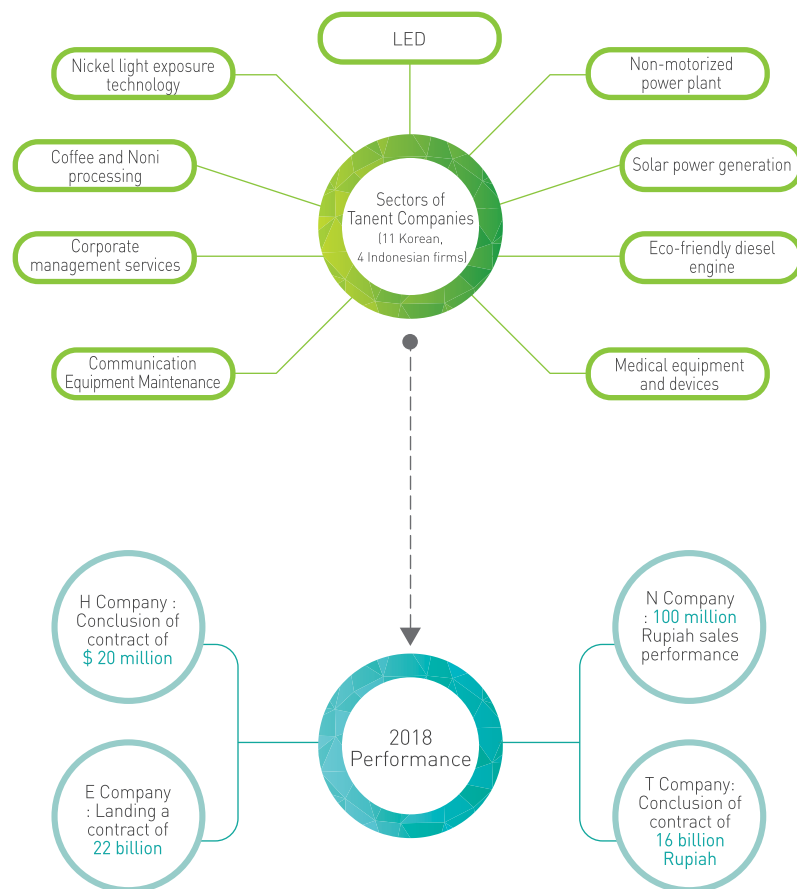 LED
Nickel light exposure
technology
Non-motorized
power plant
Coffee and Noni
processing
Solar power generation
Sectors of
Tanent Companies
(11 Korean,
4 Indonesian firms)
Corporate
management services
Eco-friendly diesel
engine
Communication
Equipment Maintenance
Medical equipment
and devices
H Company :
Conclusion of
contract of
$ 20 million
N Company
: 100 million
Rupiah sales
performance
2018
Performance
E Company
: Landing a
contract of
22 billion
T Company:
Conclusion of
contract of
16 billion
Rupiah